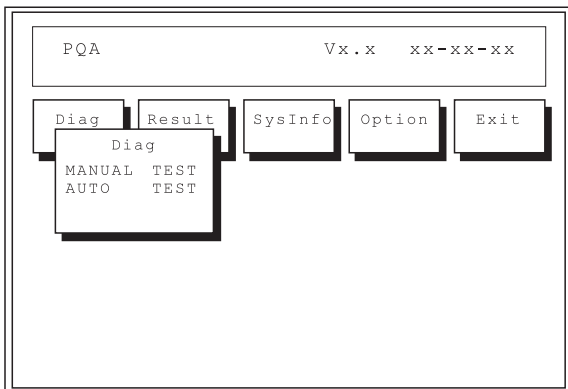 PQA Vx.x xx-xx-xx
Diag Result SysInfo Option Exit
Diag
MANUAL TEST
AUTO TEST